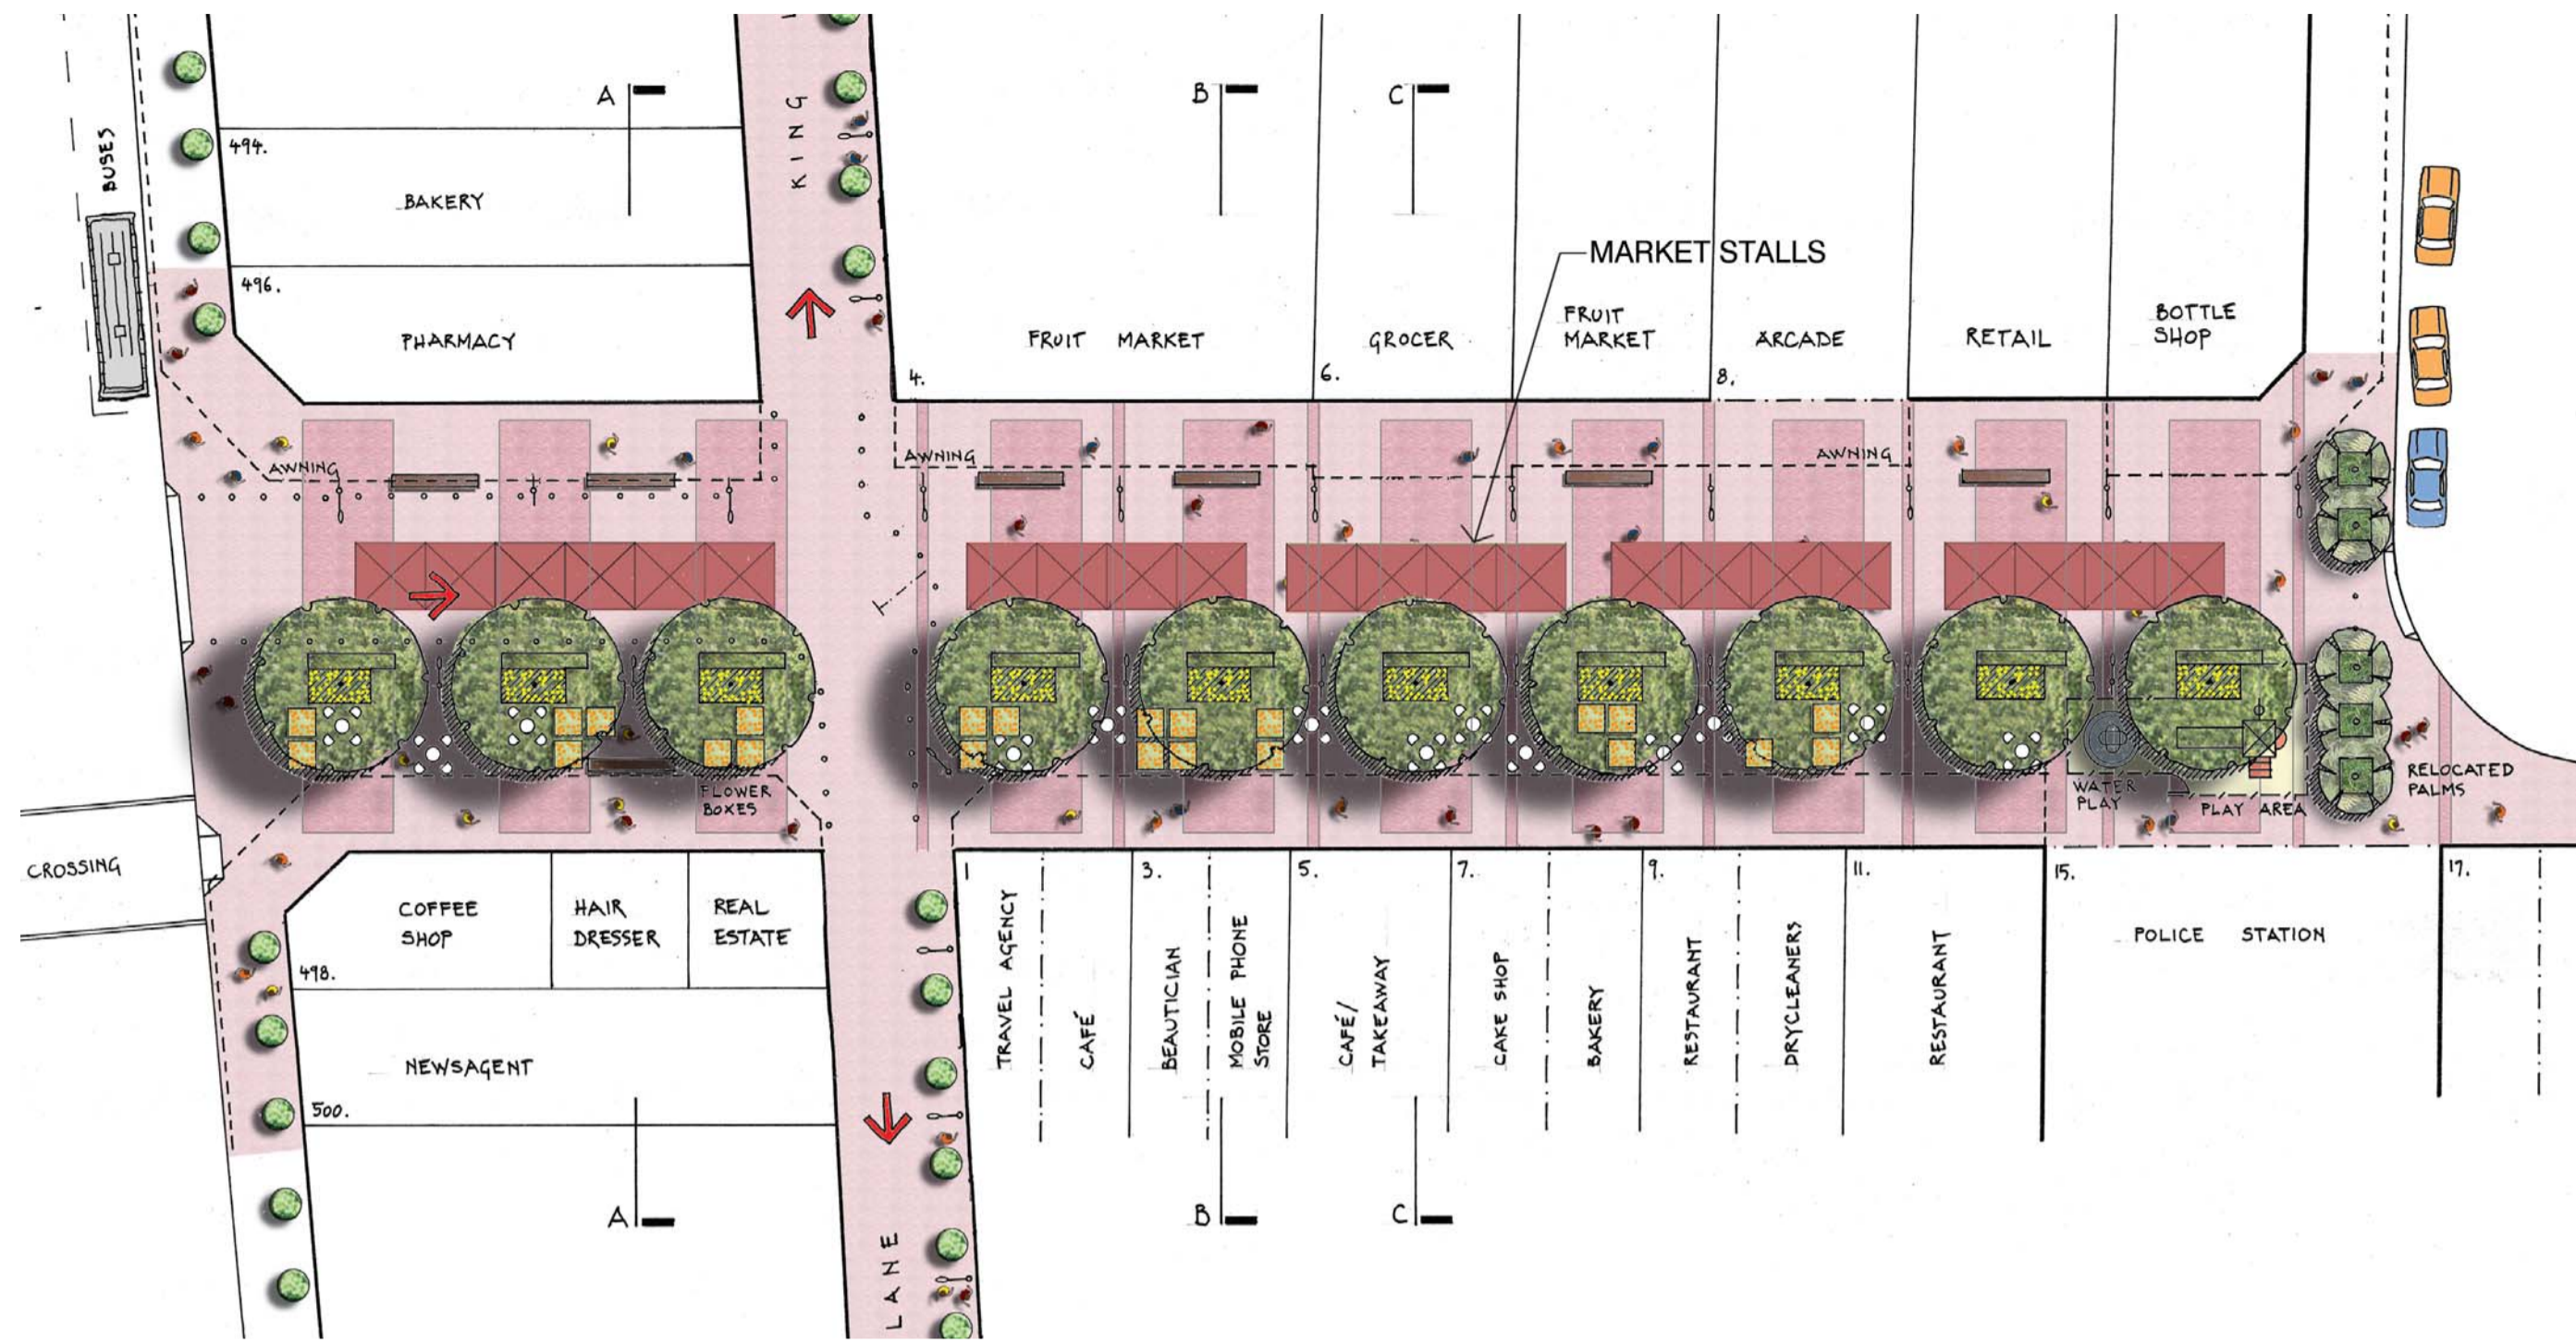 A
B
C
KING
BUSES
494.
BAKERY
496.
PHARMACY
MARKET STALLS
FRUIT MARKET
GROCER
FRUIT
MARKET
ARCADE
RETAIL
BOTTLE
SHOP
4.
6.
8.
AWNING
AWNING
AWNING
FLOWER
BOXES
WATER
PLAY
PLAY AREA
RELOCATED
PALMS
CROSSING
COFFEE
SHOP
HAIR
DRESSER
REAL
ESTATE
498.
NEWSAGENT
500.
1
3.
5.
7.
9.
11.
15.
17.
TRAVEL AGENCY
CAFÉ
BEAUTICIAN
MOBILE PHONE
STORE
CAFÉ/
TAKEAWAY
CAKE SHOP
BAKERY
RESTAURANT
DRYCLEANERS
RESTAURANT
POLICE STATION
A
B
C
LANE